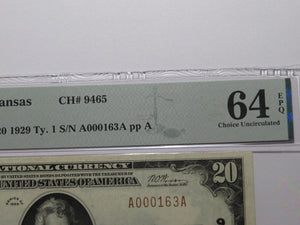 ansas CH# 9465
20 1929 Ty. 1 S/N A000163A pp A
64 EPQ
Choice Uncirculated
NATIONAL CURRENCY
UNITED STATES OF AMERICA
20
A000163A